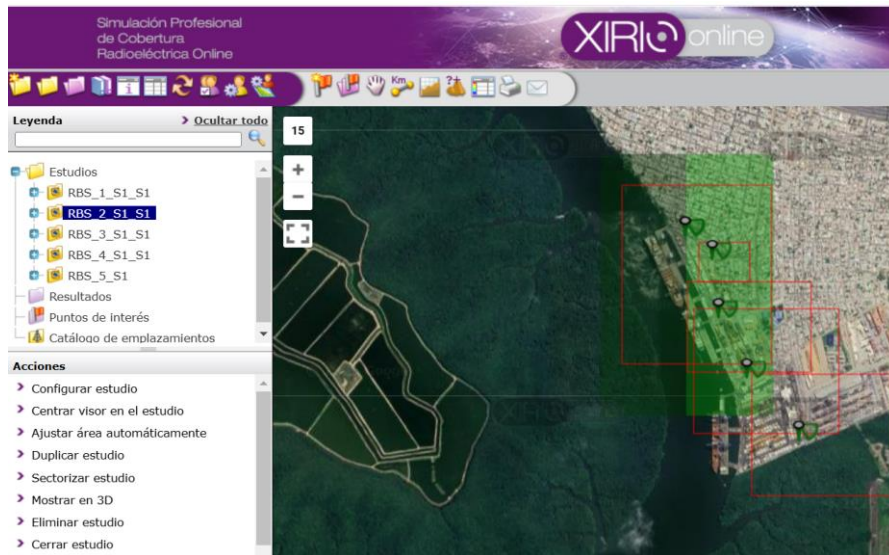 Simulación Profesional
de Cobertura
Radioeléctrica Online
XIRIO online
Km
Leyenda
Ocultar todo
15
Estudios
RBS_1_S1_S1
RBS_2_S1_S1
RBS_3_S1_S1
RBS_4_S1_S1
RBS_5_S1
Resultados
Puntos de interés
Catálogo de emplazamientos
Acciones
Configurar estudio
Centrar visor en el estudio
Ajustar área automáticamente
Duplicar estudio
Sectorizar estudio
Mostrar en 3D
Eliminar estudio
Cerrar estudio